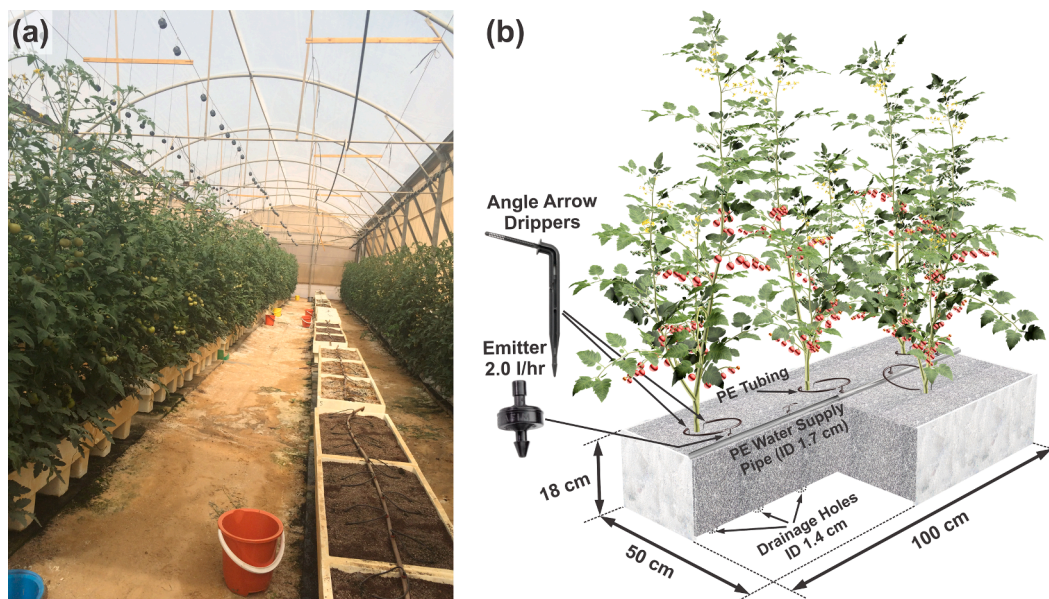 (a)
(b)
Angle Arrow
Drippers
Emitter
2.0 l/hr
PE Tubing
PE Water Supply
Pipe (ID 1.7 cm)
18 cm
Drainage Holes
ID 1.4 cm
50 cm
100 cm